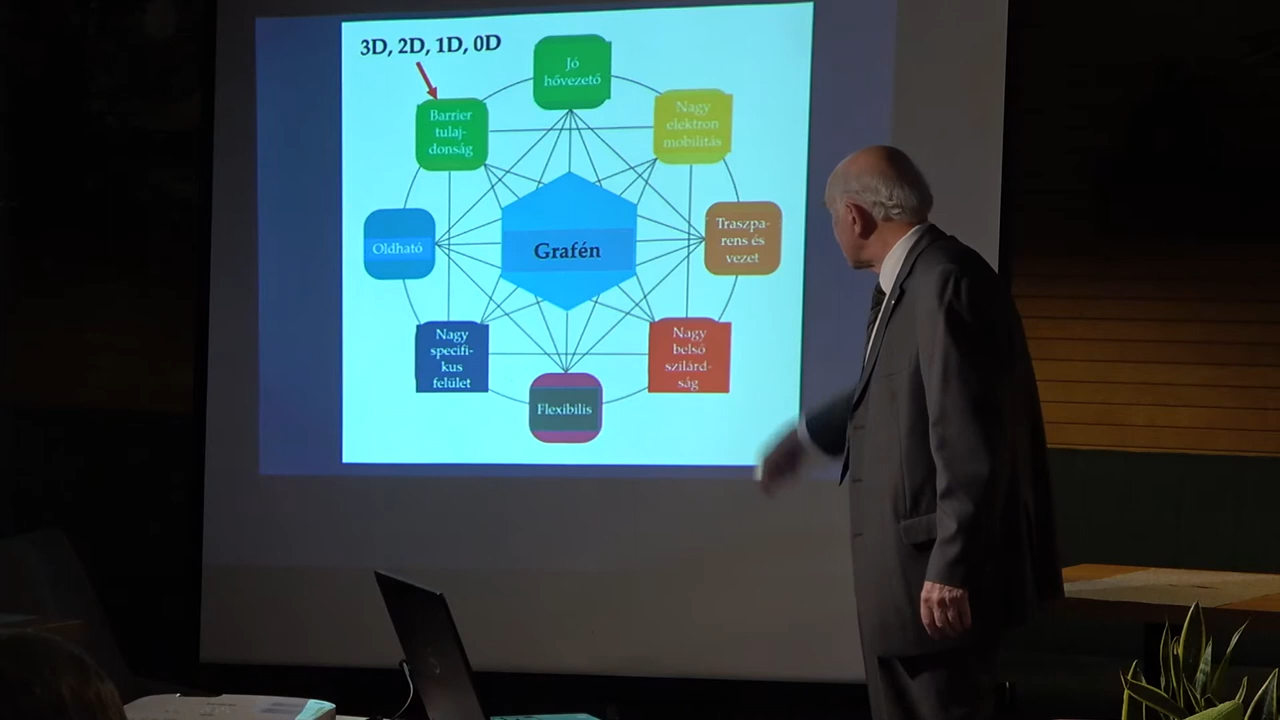 3D, 2D, 1D, 0D
Jó
hővezető
Barrier
tulaj-
donság
Nagy
elektron
mobilitás
Oldható
Grafén
Traszpa-
rens és
vezet
Nagy
specifi-
kus
felület
Nagy
belső
szilárd-
ság
Flexibilis